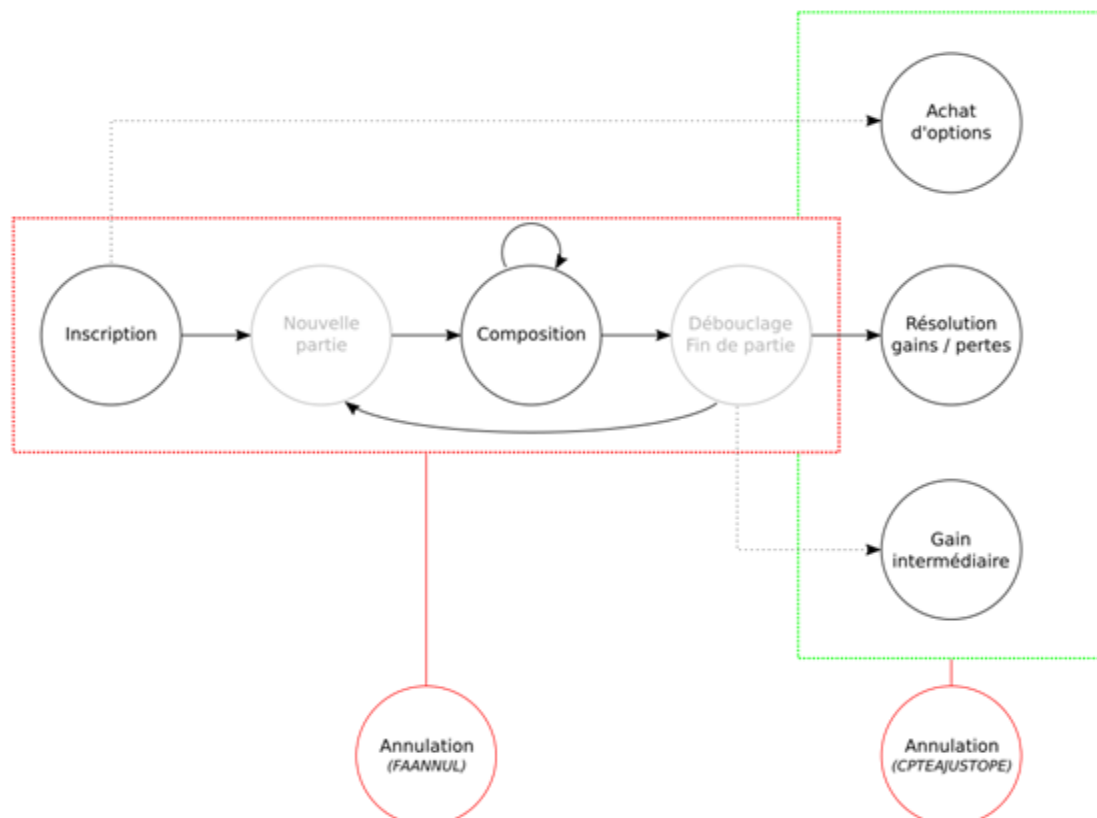 Achat
d'options
Inscription
Nouvelle
partie
Composition
Débouclage
Fin de partie
Résolution
gains / pertes
Gain
intermédiaire
Annulation
(FAANNUL)
Annulation
(CPTEAJUSTOPE)